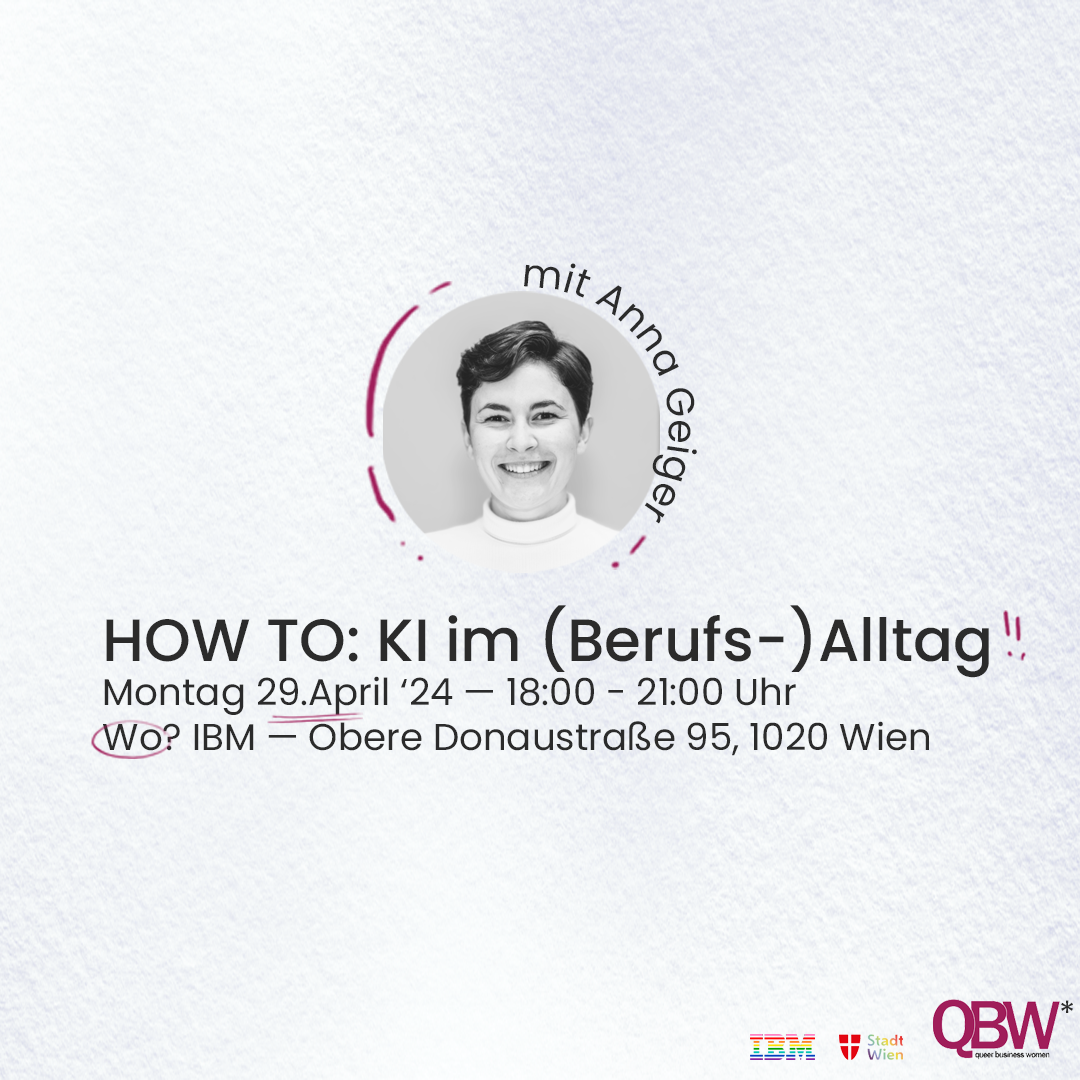 mit Anna Geiger
HOW TO: KI im (Berufs-)Alltag !!
Montag 29.April ‘24 — 18:00 - 21:00 Uhr
Wo? IBM — Obere Donaustraße 95, 1020 Wien
IBM
Stadt
Wien
QBW*
queer business women